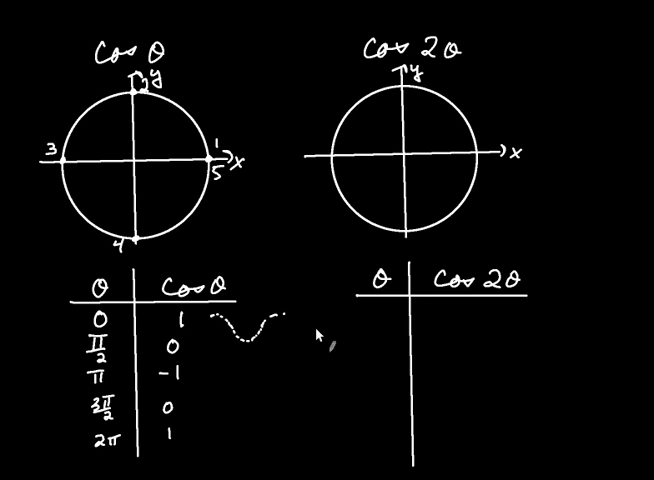 cos θ
cos 2θ
y
y
2
3
1
x
x
5
4
θ cos θ
θ cos 2θ
0 1
π/2 0
π -1
3π/2 0
2π 1